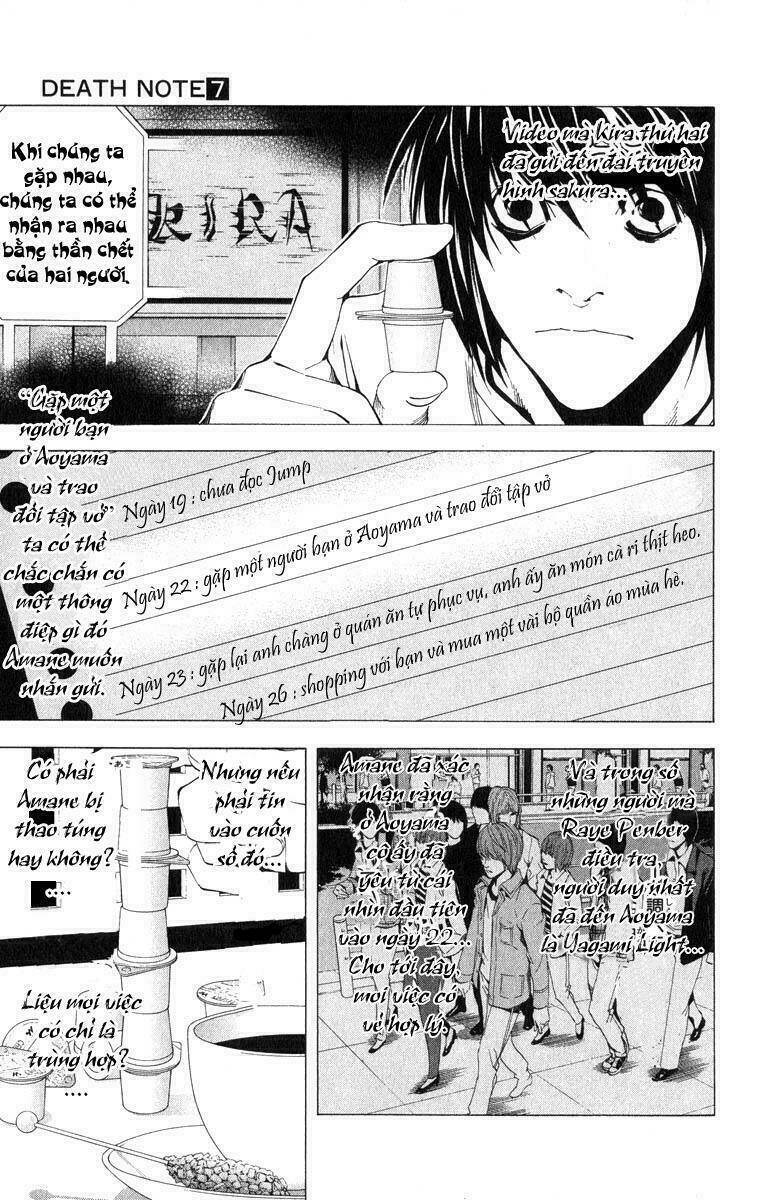 DEATH NOTE 7
Video mà kira thú hai
đã gửi đến đài truyền
hình sakura...
Khi chúng ta
gặp nhau,
chúng ta có thể
nhận ra nhau
bằng thần chết
của hai người.
KIRA
"Gặp một
người bạn
ở Aoyama
và trao
đổi tập vở"
ta có thể
chắc chắn có
một thông
điệp gì đó
Amane muốn
nhắn gửi.
Ngày 19 : chưa đọc Jump
Ngày 22 : gặp một người bạn ở Aoyama và trao đổi tập vở
Ngày 23 : gặp lại anh chàng ở quán ăn tự phục vụ, anh ấy ăn món cà ri thịt heo.
Ngày 26 : shopping với bạn và mua một vài bộ quần áo mùa hè.
Và trong số
những người mà
Raye Penber
điều tra,
người duy nhất
đã đến Aoyama
là Yagami Light...
調
Amane đã xác
nhận rằng
ở Aoyama
cô ấy đã
yêu từ cái
nhìn đầu tiên
vào ngày 22...
Cho tới đây,
mọi việc có
vẻ hợp lý.
Nhưng nếu
phải tin
vào cuốn
sổ đó...
Có phải
Amane bị
thao túng
hay không?
....
Liệu mọi việc
có chỉ là
trùng hợp?
....